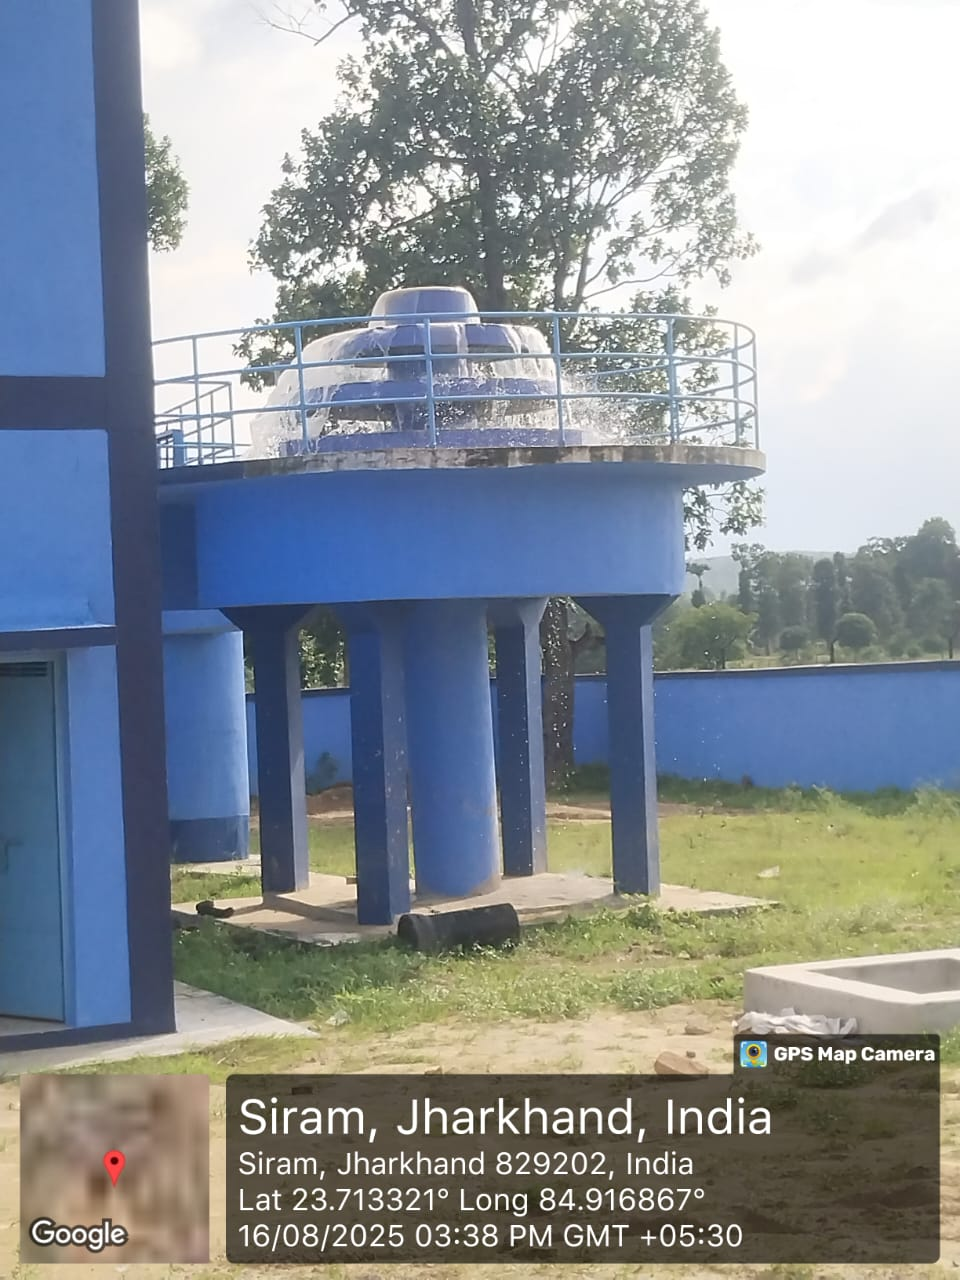 GPS Map Camera
Siram, Jharkhand, India
Siram, Jharkhand 829202, India
Lat 23.713321° Long 84.916867°
16/08/2025 03:38 PM GMT +05:30
Google